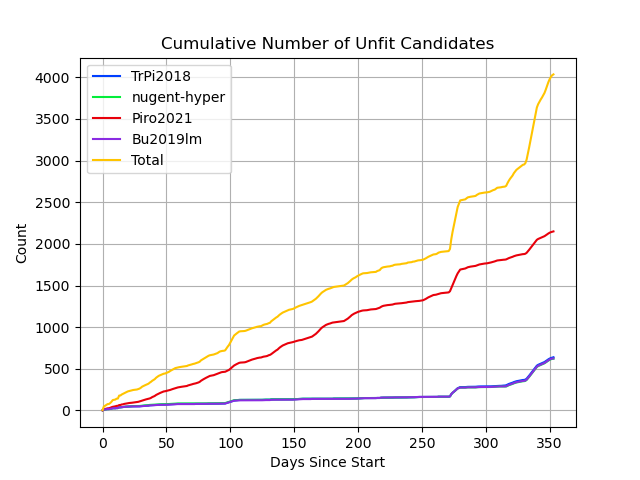 Cumulative Number of Unfit Candidates
TrPi2018
nugent-hyper
Piro2021
Bu2019lm
Total
4000
3500
3000
2500
2000
1500
1000
500
0
Count
0 50 100 150 200 250 300 350
Days Since Start